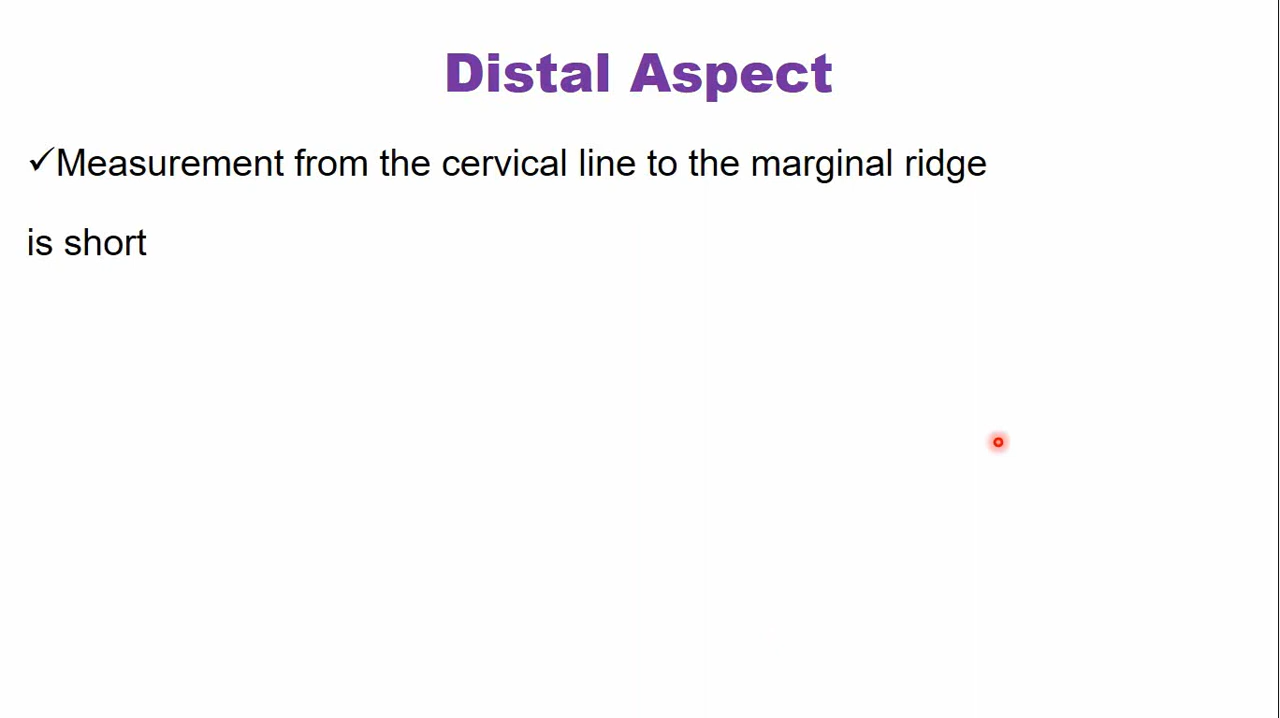 Distal Aspect
✓Measurement from the cervical line to the marginal ridge
is short